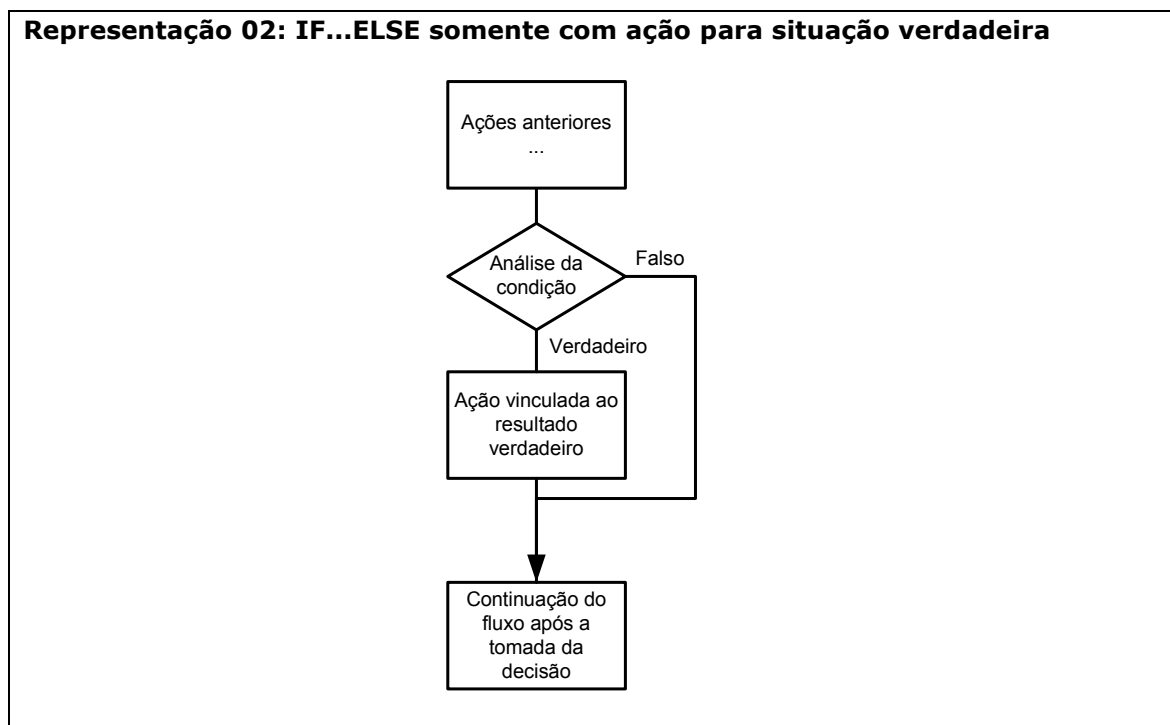 Representação 02: IF...ELSE somente com ação para situação verdadeira
Ações anteriores
...
Análise da
condição
Falso
Verdadeiro
Ação vinculada ao
resultado
verdadeiro
Continuação do
fluxo após a
tomada da
decisão